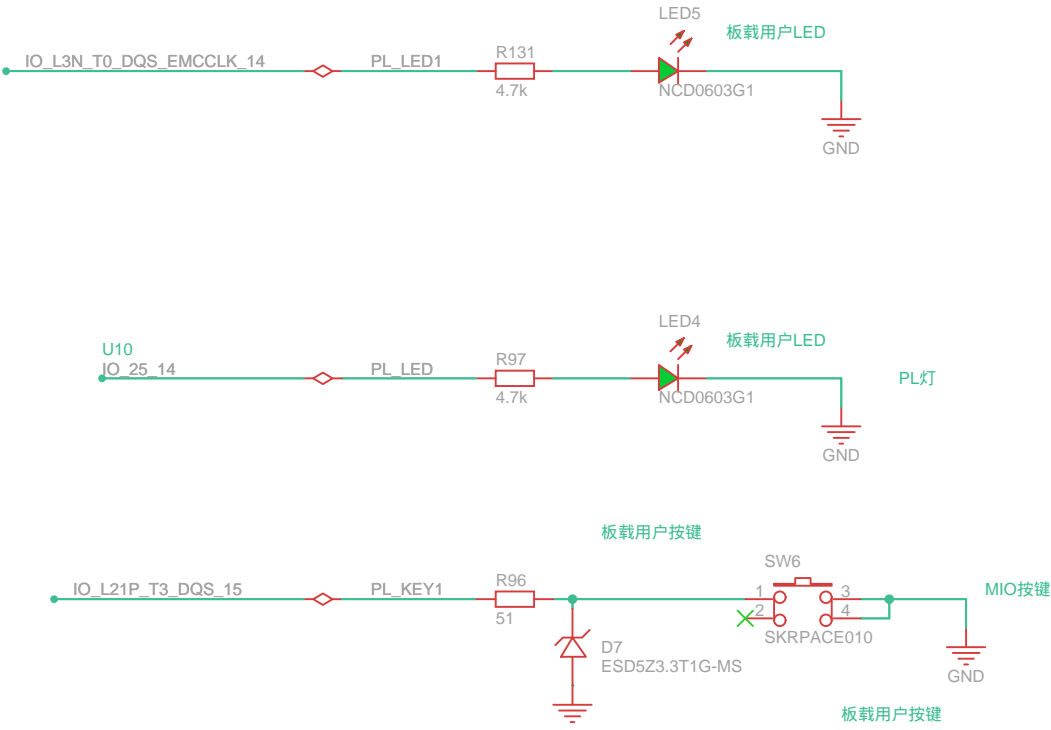 LED5
板载用户LED
IO_L3N_T0_DQS_EMCCLK_14
PL_LED1
R131
4.7k
NCD0603G1
GND
LED4
板载用户LED
U10
IO_25_14
PL_LED
R97
4.7k
NCD0603G1
PL灯
GND
板载用户按键
SW6
IO_L21P_T3_DQS_15
PL_KEY1
R96
51
1
2
3
4
MIO按键
SKRPACE010
D7
ESD5Z3.3T1G-MS
GND
板载用户按键